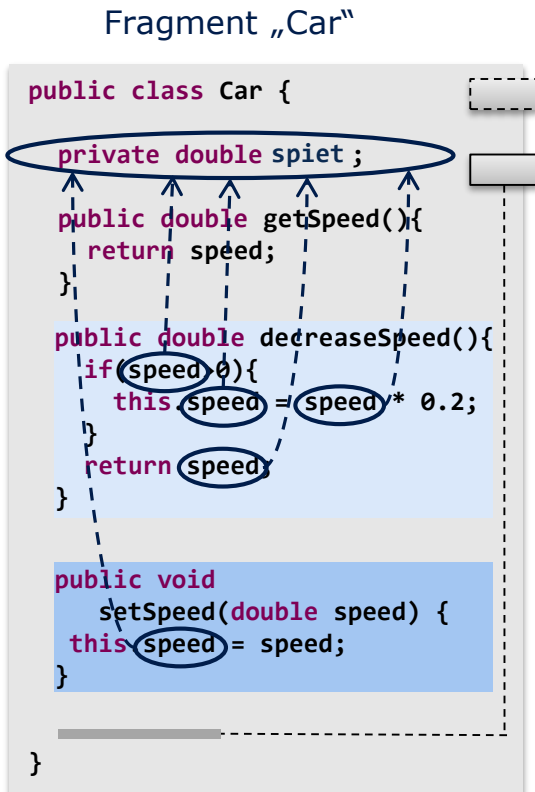 Fragment „Car“
public class Car {
private double spiet ;
public double getSpeed(){
return speed;
}
public double decreaseSpeed(){
if(speed>0){
this.speed = speed * 0.2;
}
return speed;
}
public void
setSpeed(double speed) {
this.speed = speed;
}
}